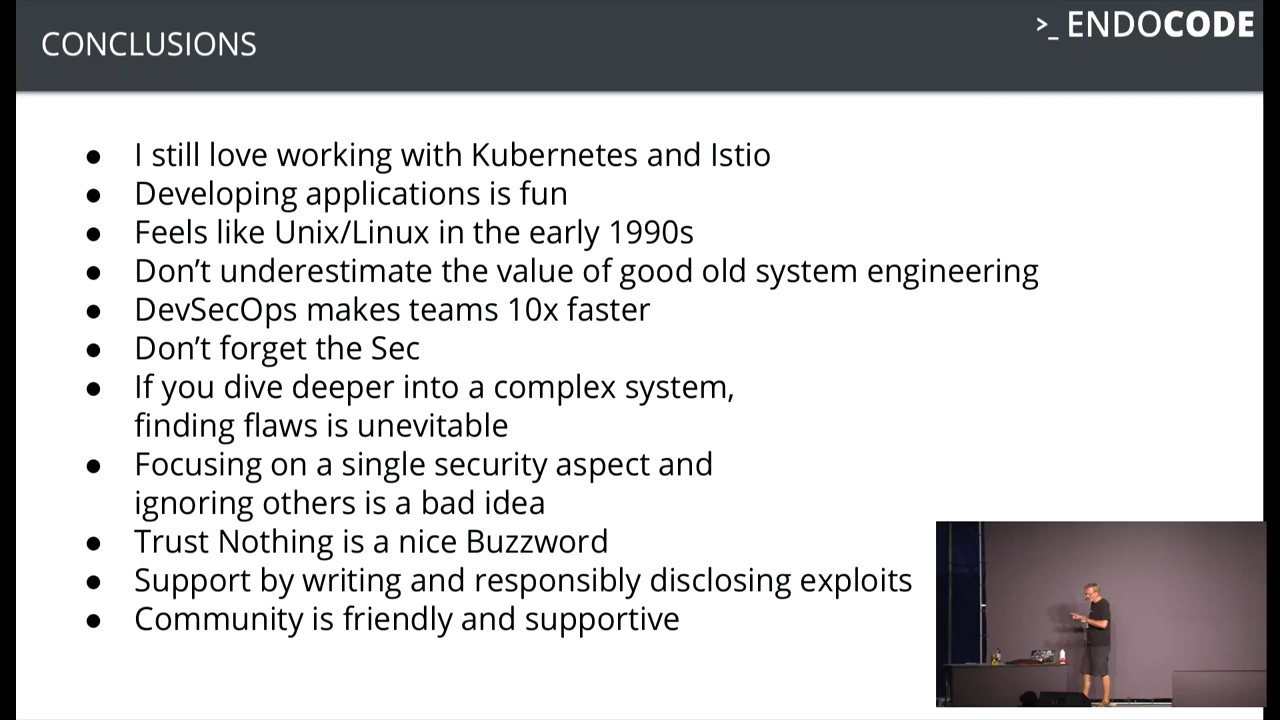 CONCLUSIONS
>_ ENDOCODE
● I still love working with Kubernetes and Istio
● Developing applications is fun
● Feels like Unix/Linux in the early 1990s
● Don’t underestimate the value of good old system engineering
● DevSecOps makes teams 10x faster
● Don’t forget the Sec
● If you dive deeper into a complex system,
finding flaws is unevitable
● Focusing on a single security aspect and
ignoring others is a bad idea
● Trust Nothing is a nice Buzzword
● Support by writing and responsibly disclosing exploits
● Community is friendly and supportive